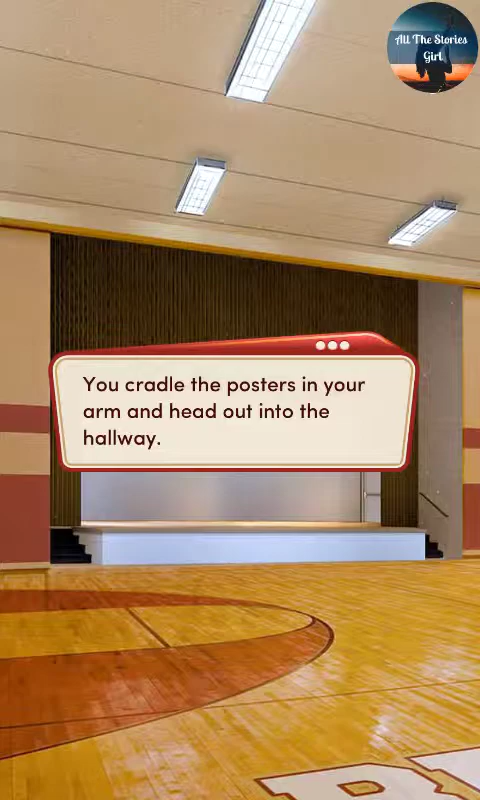 All The Stories
Girl
You cradle the posters in your
arm and head out into the
hallway.